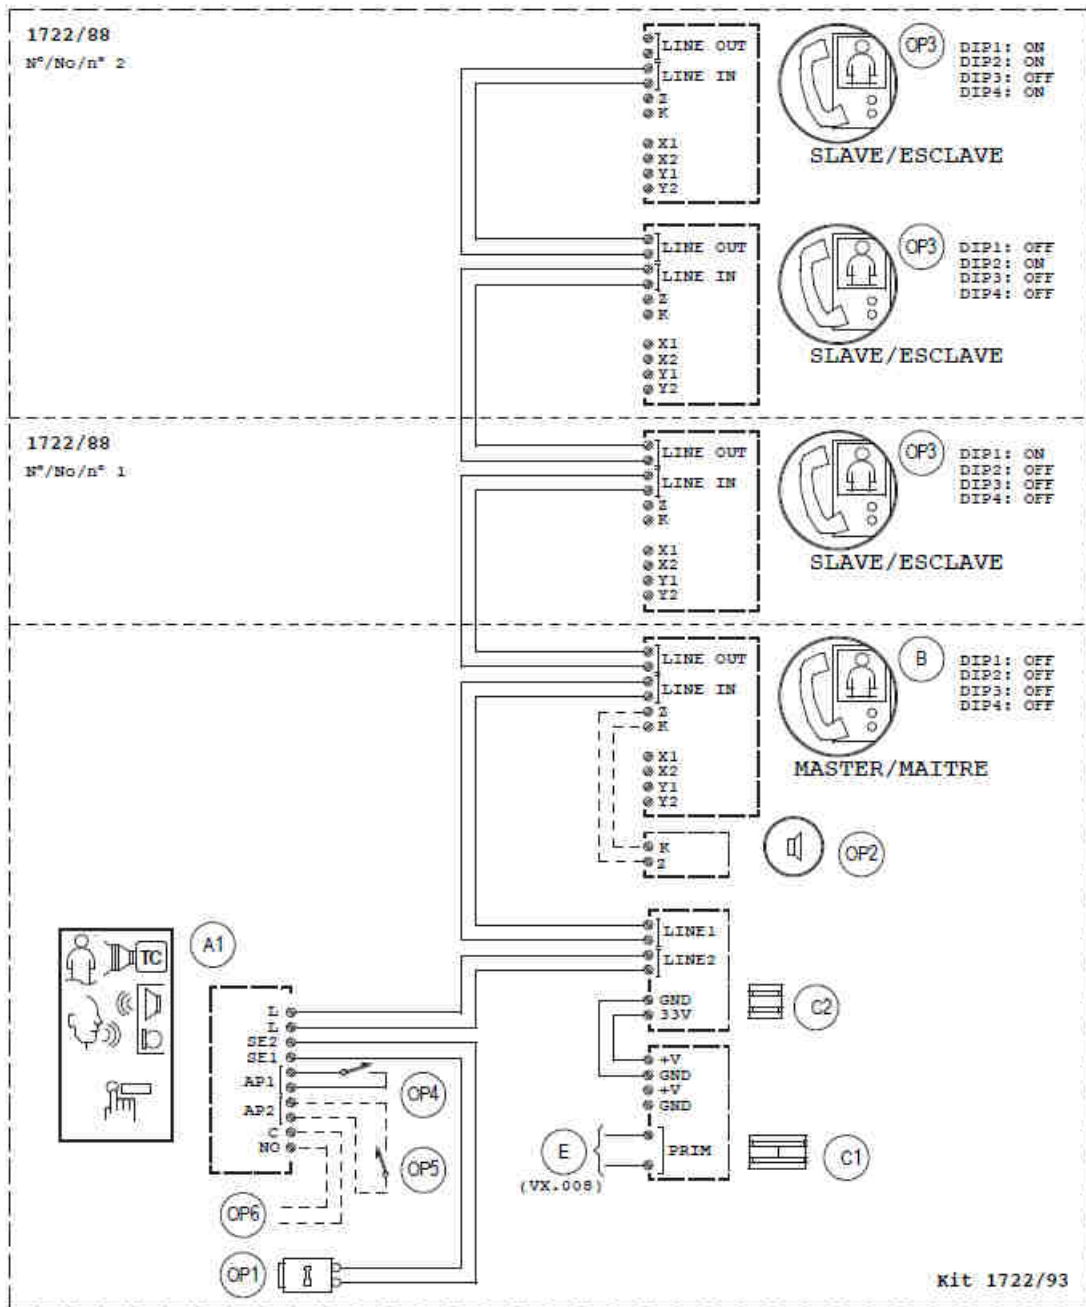 1722/88
N°/No/n° 2
LINE OUT
LINE IN
Z
K
X1
X2
Y1
Y2
OP3
DIP1: ON
DIP2: ON
DIP3: OFF
DIP4: ON
SLAVE/ESCLAVE
LINE OUT
LINE IN
Z
K
X1
X2
Y1
Y2
OP3
DIP1: OFF
DIP2: ON
DIP3: OFF
DIP4: OFF
SLAVE/ESCLAVE
1722/88
N°/No/n° 1
LINE OUT
LINE IN
Z
K
X1
X2
Y1
Y2
OP3
DIP1: ON
DIP2: OFF
DIP3: OFF
DIP4: OFF
SLAVE/ESCLAVE
LINE OUT
LINE IN
Z
K
X1
X2
Y1
Y2
B
DIP1: OFF
DIP2: OFF
DIP3: OFF
DIP4: OFF
MASTER/MAITRE
K
Z
OP2
A1
TC
L
L
SE2
SE1
AP1
AP2
C
NO
OP4
OP5
OP6
OP1
LINE1
LINE2
GND
33V
C2
+V
GND
+V
GND
PRIM
C1
E
(VX.008)
Kit 1722/93